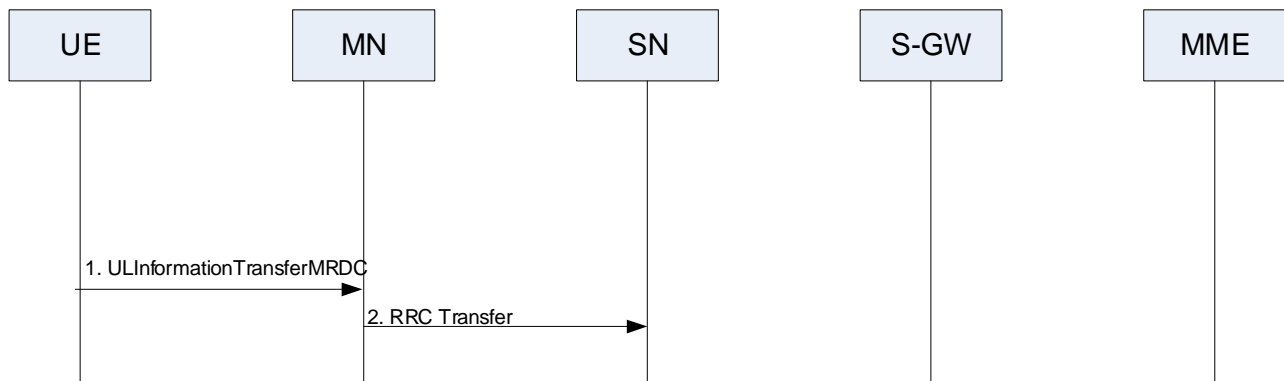 UE
MN
SN
S-GW
MME
1. ULInformationTransferMRDC
2. RRC Transfer